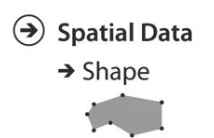 Spatial Data
→ Shape